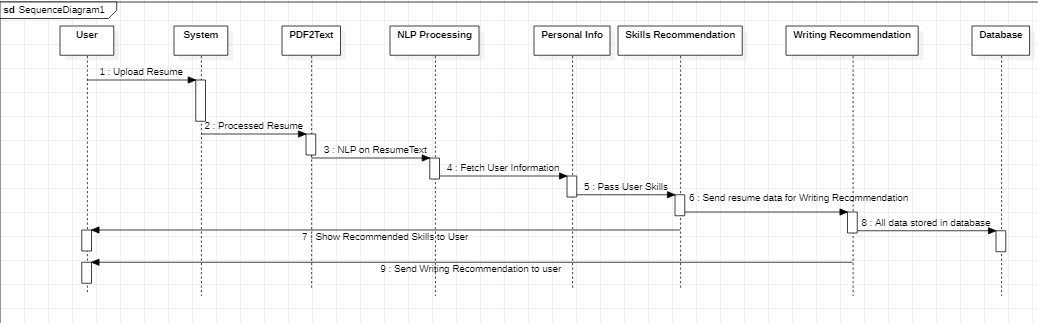 sd SequenceDiagram1
User
System
PDF2Text
NLP Processing
Personal Info
Skills Recommendation
Writing Recommendation
Database
1 : Upload Resume
2 : Processed Resume
3 : NLP on ResumeText
4 : Fetch User Information
5 : Pass User Skills
6 : Send resume data for Writing Recommendation
8 : All data stored in database
7 : Show Recommended Skills to User
9 : Send Writing Recommendation to user